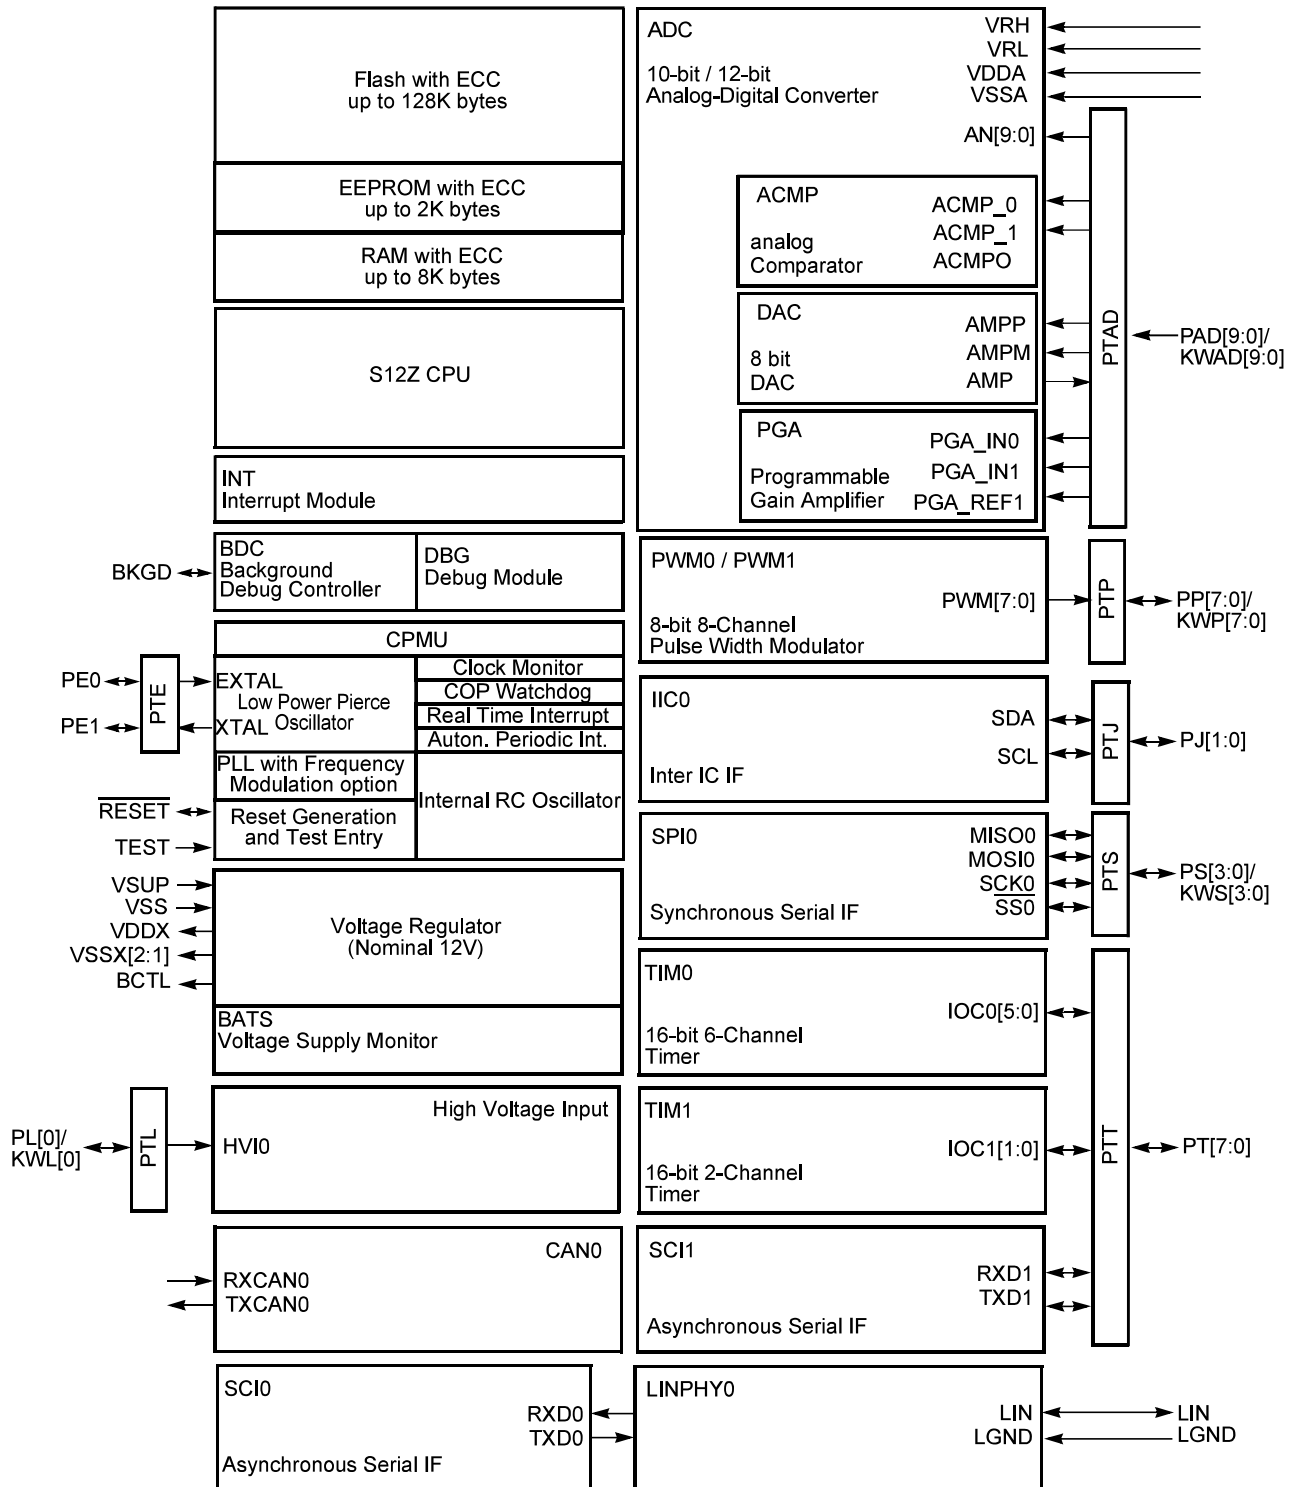 Flash with ECC
up to 128K bytes
EEPROM with ECC
up to 2K bytes
RAM with ECC
up to 8K bytes
S12Z CPU
INT
Interrupt Module
BKGD
BDC
Background
Debug Controller
DBG
Debug Module
CPMU
PE0
PE1
PTE
EXTAL
Low Power Pierce
XTAL Oscillator
Clock Monitor
COP Watchdog
Real Time Interrupt
Auton. Periodic Int.
PLL with Frequency
Modulation option
Internal RC Oscillator
RESET
TEST
Reset Generation
and Test Entry
VSUP
VSS
VDDX
VSSX[2:1]
BCTL
Voltage Regulator
(Nominal 12V)
BATS
Voltage Supply Monitor
PL[0]/
KWL[0]
PTL
High Voltage Input
HVI0
CAN0
RXCAN0
TXCAN0
SCI0
RXD0
TXD0
Asynchronous Serial IF
ADC
10-bit / 12-bit
Analog-Digital Converter
VRH
VRL
VDDA
VSSA
AN[9:0]
ACMP
analog
Comparator
ACMP_0
ACMP_1
ACMPO
DAC
8 bit
DAC
AMPP
AMPM
AMP
PGA
Programmable
Gain Amplifier
PGA_IN0
PGA_IN1
PGA_REF1
PTAD
PAD[9:0]/
KWAD[9:0]
PWM0 / PWM1
PWM[7:0]
8-bit 8-Channel
Pulse Width Modulator
PTP
PP[7:0]/
KWP[7:0]
IIC0
SDA
SCL
Inter IC IF
PTJ
PJ[1:0]
SPI0
MISO0
MOSI0
SCK0
SS0
Synchronous Serial IF
PTS
PS[3:0]/
KWS[3:0]
TIM0
IOC0[5:0]
16-bit 6-Channel
Timer
TIM1
IOC1[1:0]
16-bit 2-Channel
Timer
PTT
PT[7:0]
SCI1
RXD1
TXD1
Asynchronous Serial IF
LINPHY0
LIN
LGND
LIN
LGND